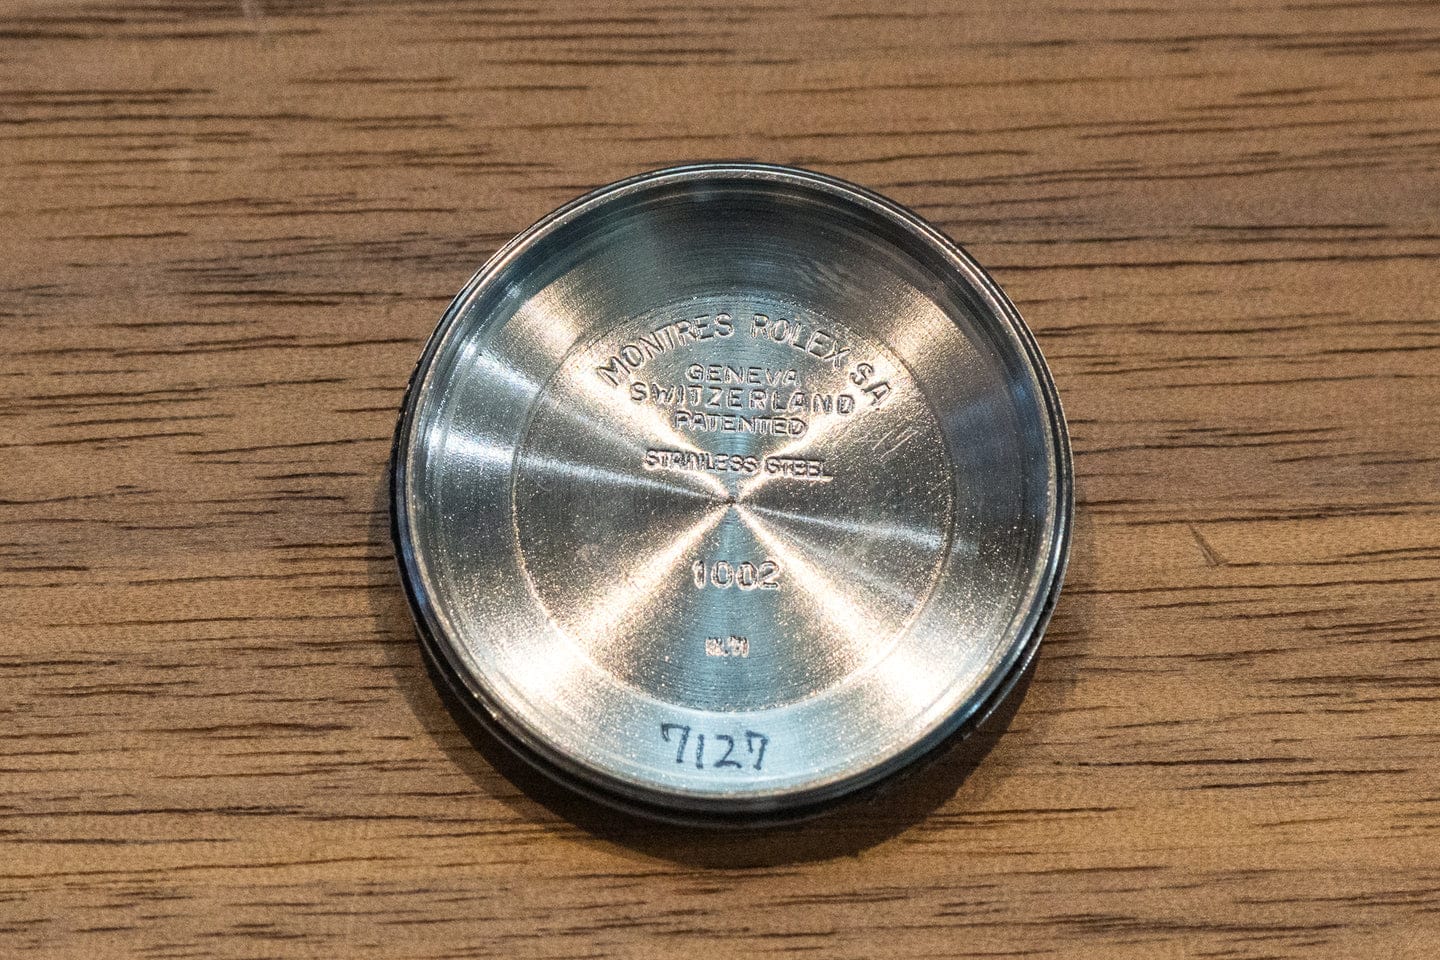 MONTRES ROLEX SA
GENEVA
SWITZERLAND
PATENTED
STAINLESS STEEL
1002
7127